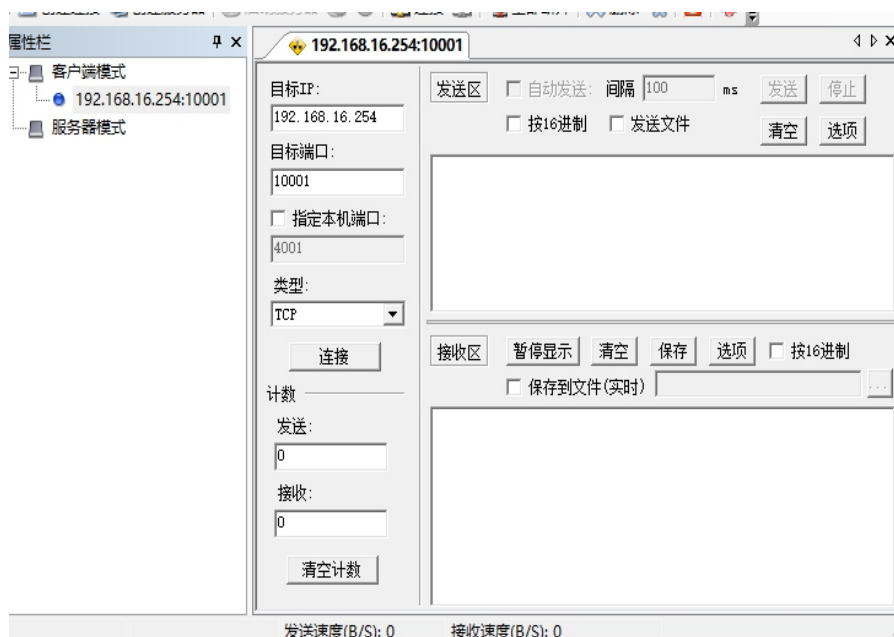 属性栏
客户端模式
192.168.16.254:10001
服务器模式
192.168.16.254:10001
目标IP:
192.168.16.254
目标端口:
10001
指定本机端口:
4001
类型:
TCP
连接
计数
发送:
0
接收:
0
清空计数
发送区 自动发送: 间隔 100 ms 发送 停止
按16进制 发送文件 清空 选项
接收区 暂停显示 清空 保存 选项 按16进制
保存到文件(实时) ...
发送速度(B/S): 0 接收速度(B/S): 0